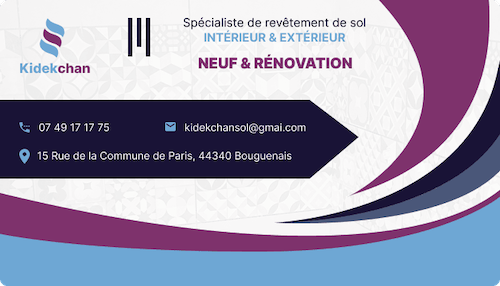 Spécialiste de revêtement de sol
INTÉRIEUR & EXTÉRIEUR
NEUF & RÉNOVATION
Kidekchan
07 49 17 17 75
kidekchansol@gmai.com
15 Rue de la Commune de Paris, 44340 Bouguenais